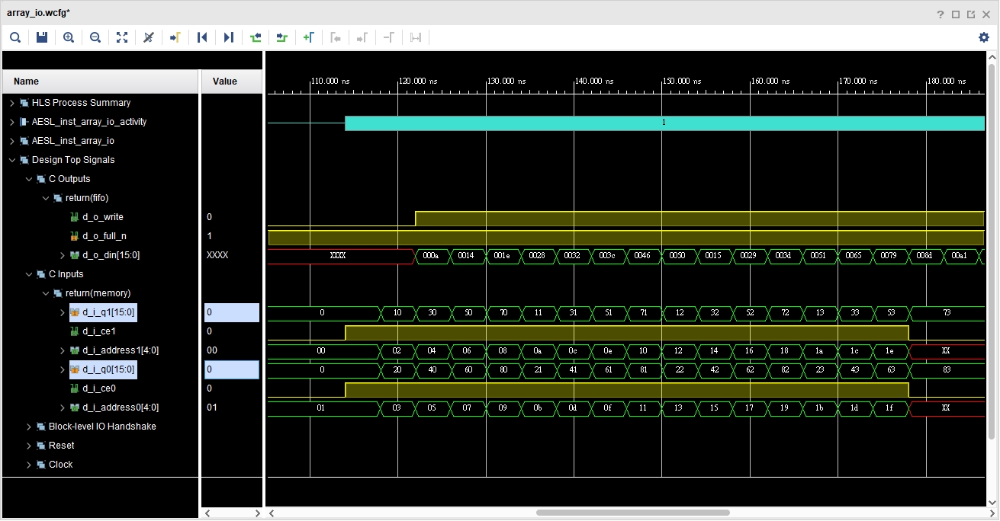 array_io.wcfg*
Name Value
110.000 ns 120.000 ns 130.000 ns 140.000 ns 150.000 ns 160.000 ns 170.000 ns 180.000 ns
HLS Process Summary
AESL_inst_array_io_activity 1
AESL_inst_array_io
Design Top Signals
C Outputs
return(fifo)
d_o_write 0
d_o_full_n 1
d_o_din[15:0] XXXX XXXX 000a 0014 001e 0028 0032 003c 0046 0050 0015 0029 003d 0051 0065 0079 008d 00a1
C Inputs
return(memory)
d_i_q1[15:0] 0 0 10 30 50 70 11 31 51 71 12 32 52 72 13 33 53 73
d_i_ce1 0
d_i_address1[4:0] 00 00 02 04 06 08 0a 0c 0e 10 12 14 16 18 1a 1c 1e XX
d_i_q0[15:0] 0 0 20 40 60 80 21 41 61 81 22 42 62 82 23 43 63 83
d_i_ce0 0
d_i_address0[4:0] 01 01 03 05 07 09 0b 0d 0f 11 13 15 17 19 1b 1d 1f XX
Block-level IO Handshake
Reset
Clock